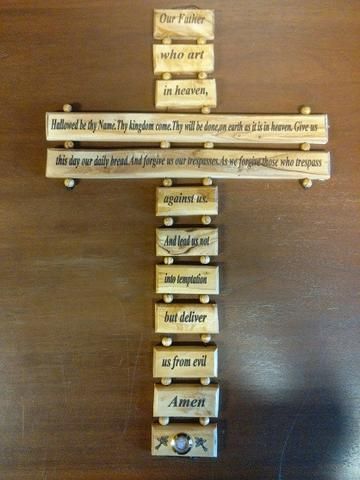 Our Father
who art
in heaven,
Hallowed be thy Name.Thy kingdom come.Thy will be done,on earth as it is in heaven. Give us
this day our daily bread.And forgive us our trespasses.As we forgive those who trespass
against us.
And lead us not
into temptation
but deliver
us from evil
Amen